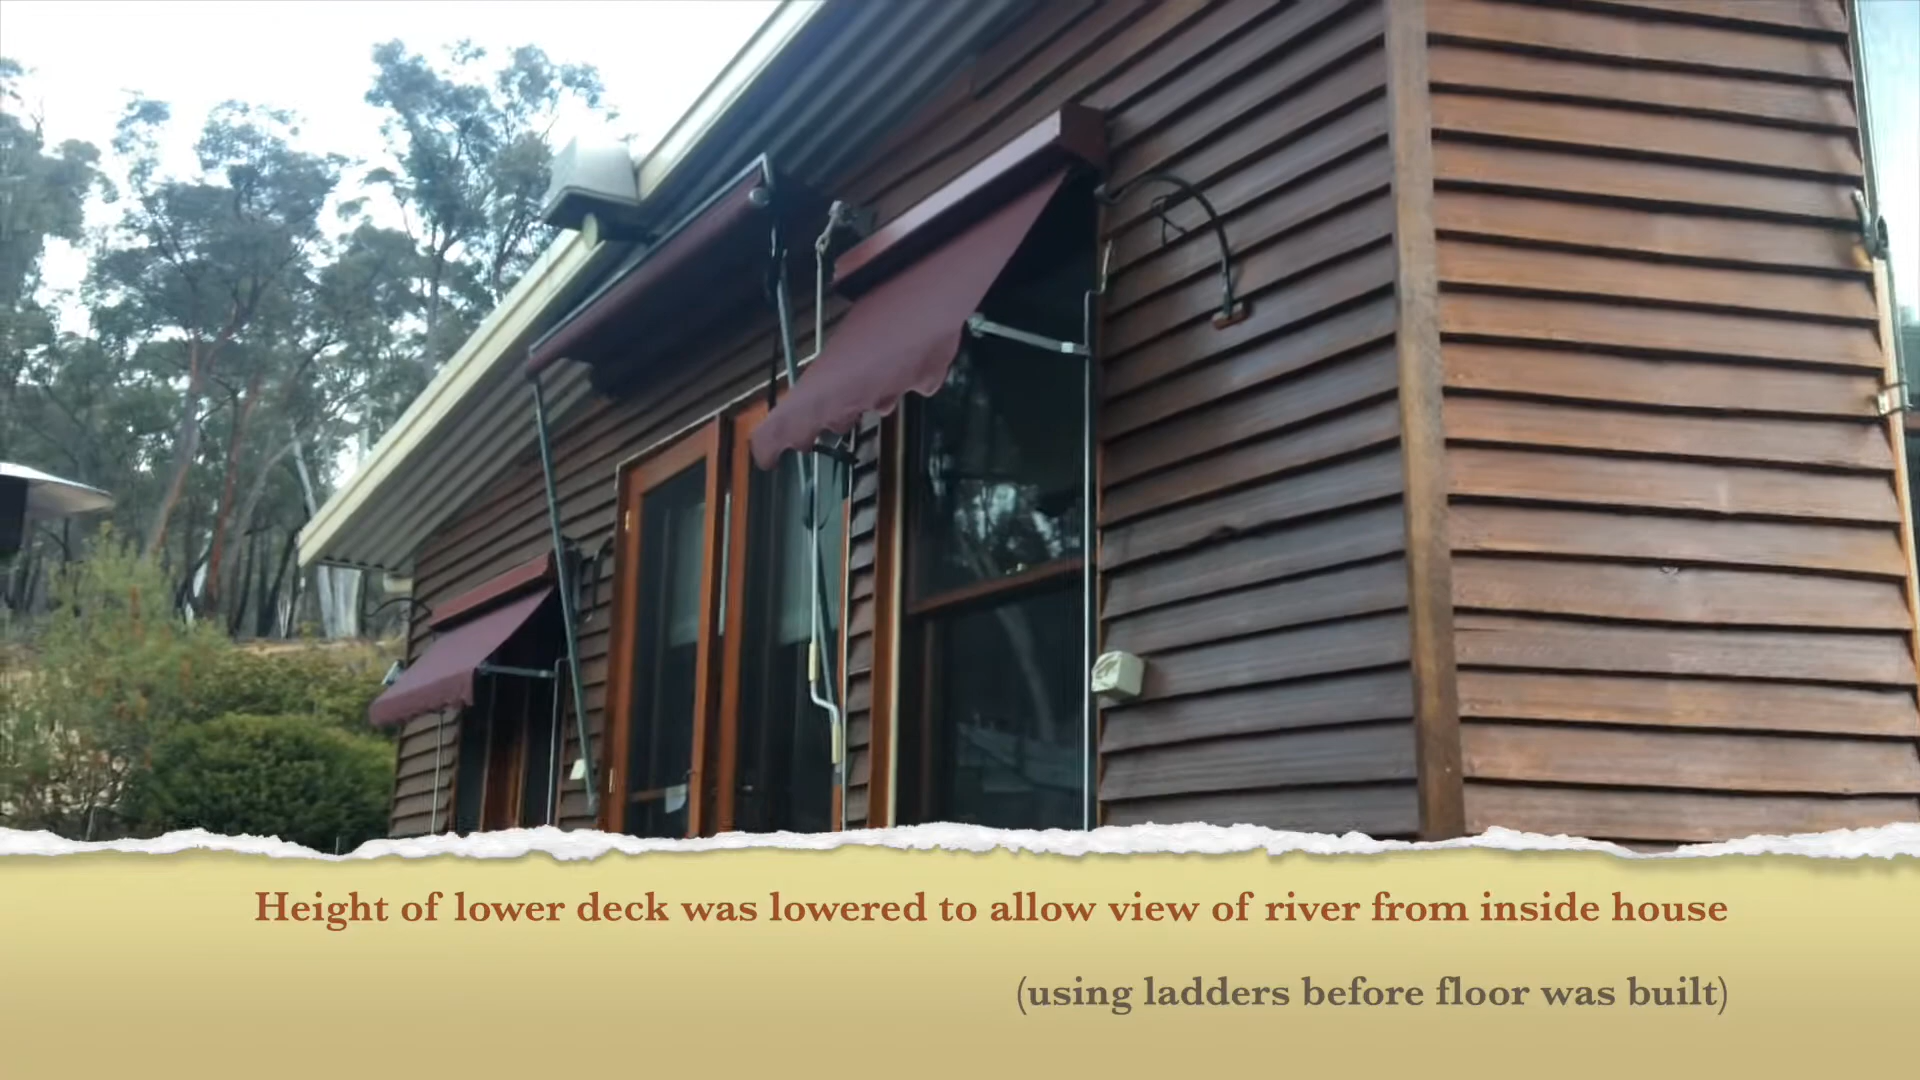 Height of lower deck was lowered to allow view of river from inside house
(using ladders before floor was built)